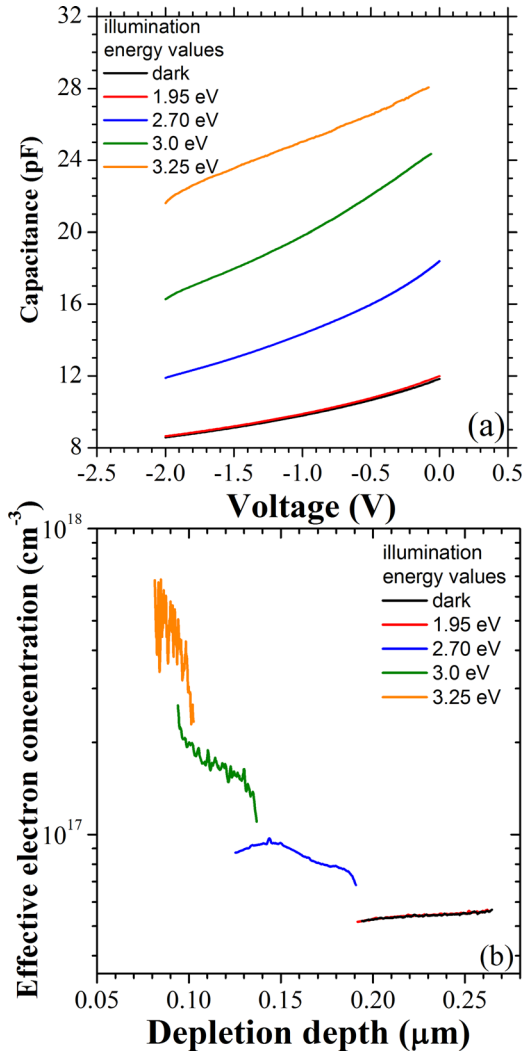 32
28
24
20
16
12
8
Capacitance (pF)
illumination
energy values
dark
1.95 eV
2.70 eV
3.0 eV
3.25 eV
(a)
-2.5 -2.0 -1.5 -1.0 -0.5 0.0 0.5
Voltage (V)
10^18
10^17
Effective electron concentration (cm^-3)
illumination
energy values
dark
1.95 eV
2.70 eV
3.0 eV
3.25 eV
(b)
0.05 0.10 0.15 0.20 0.25
Depletion depth (μm)